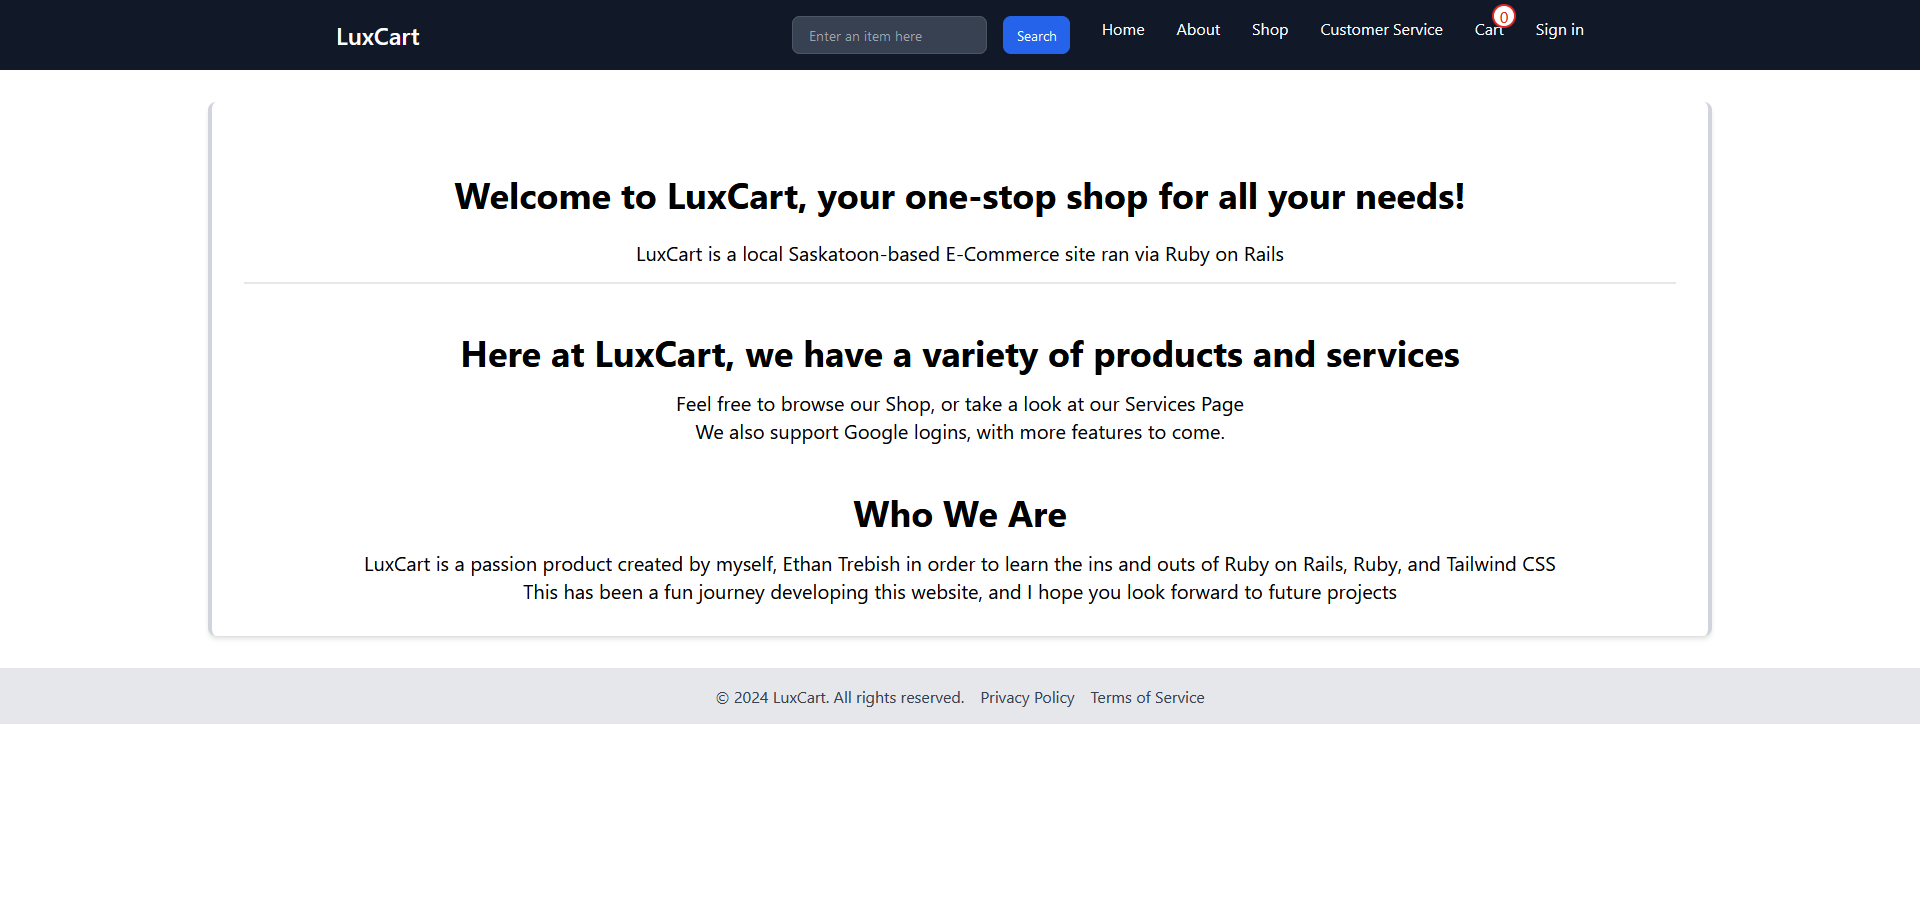 LuxCart
Enter an item here
Search
Home
About
Shop
Customer Service
Cart
0
Sign in
Welcome to LuxCart, your one-stop shop for all your needs!
LuxCart is a local Saskatoon-based E-Commerce site ran via Ruby on Rails
Here at LuxCart, we have a variety of products and services
Feel free to browse our Shop, or take a look at our Services Page
We also support Google logins, with more features to come.
Who We Are
LuxCart is a passion product created by myself, Ethan Trebish in order to learn the ins and outs of Ruby on Rails, Ruby, and Tailwind CSS
This has been a fun journey developing this website, and I hope you look forward to future projects
© 2024 LuxCart. All rights reserved. Privacy Policy Terms of Service